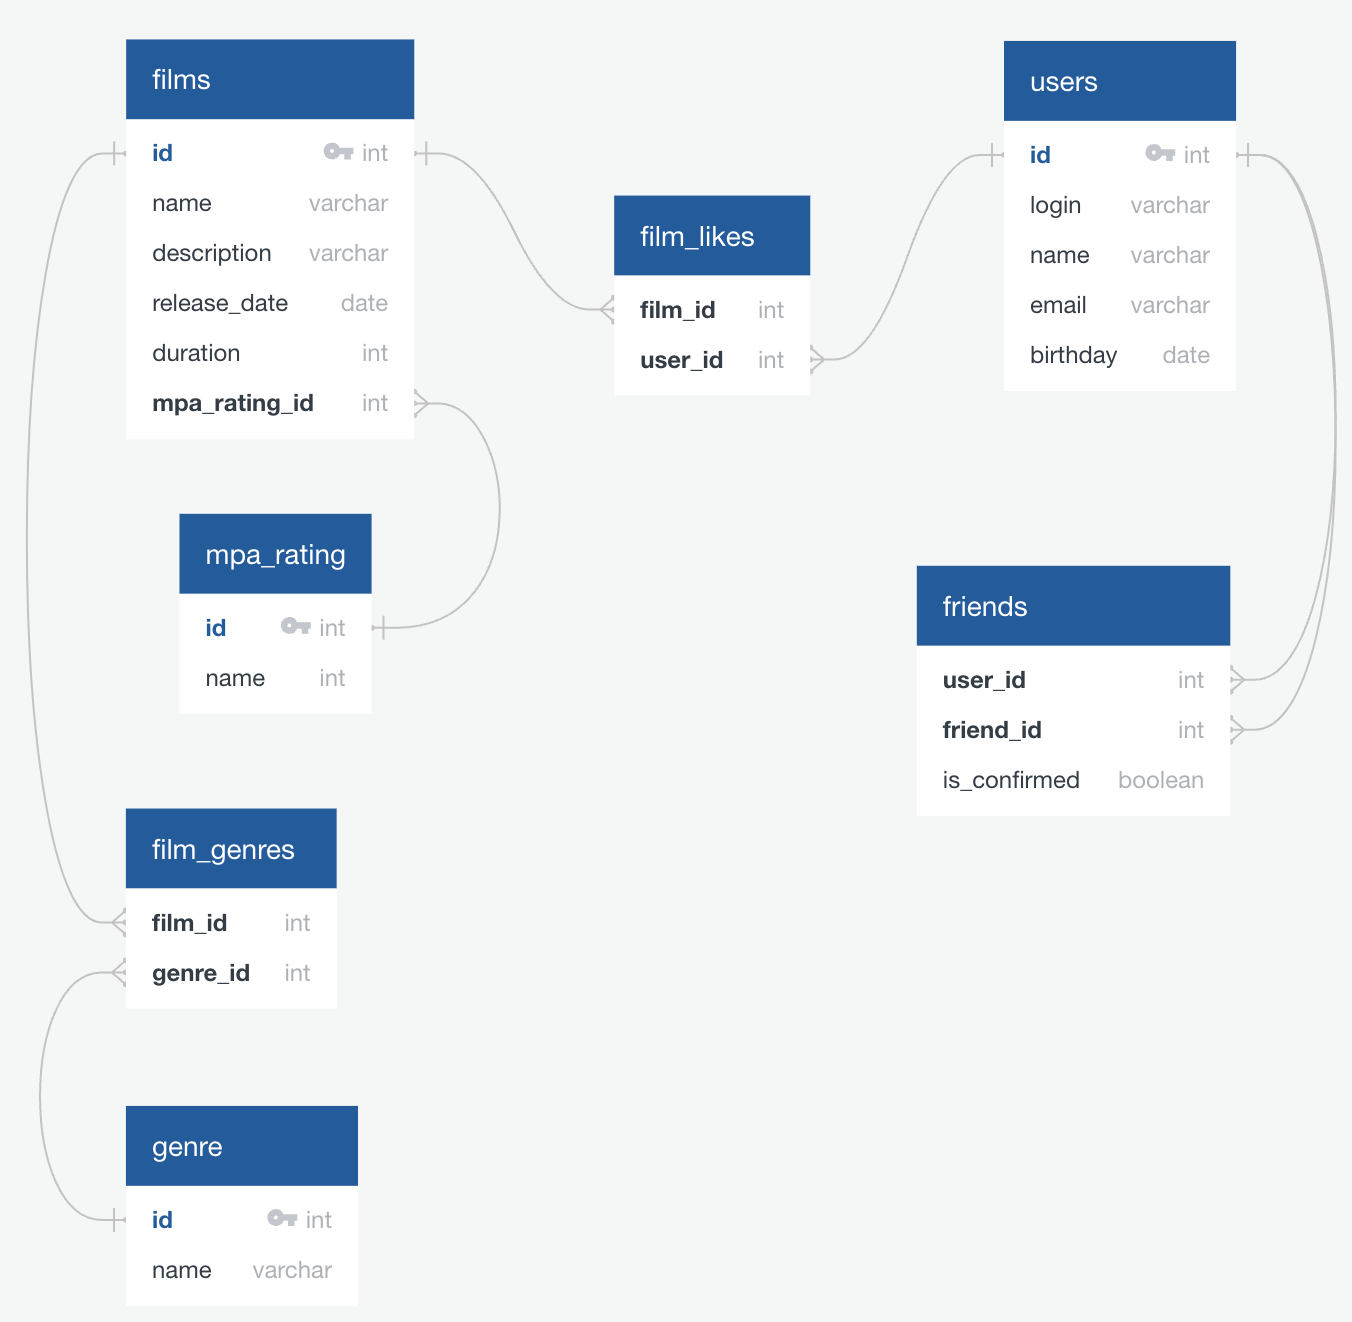 films
id int
name varchar
description varchar
release_date date
duration int
mpa_rating_id int
mpa_rating
id int
name int
film_genres
film_id int
genre_id int
genre
id int
name varchar
film_likes
film_id int
user_id int
users
id int
login varchar
name varchar
email varchar
birthday date
friends
user_id int
friend_id int
is_confirmed boolean